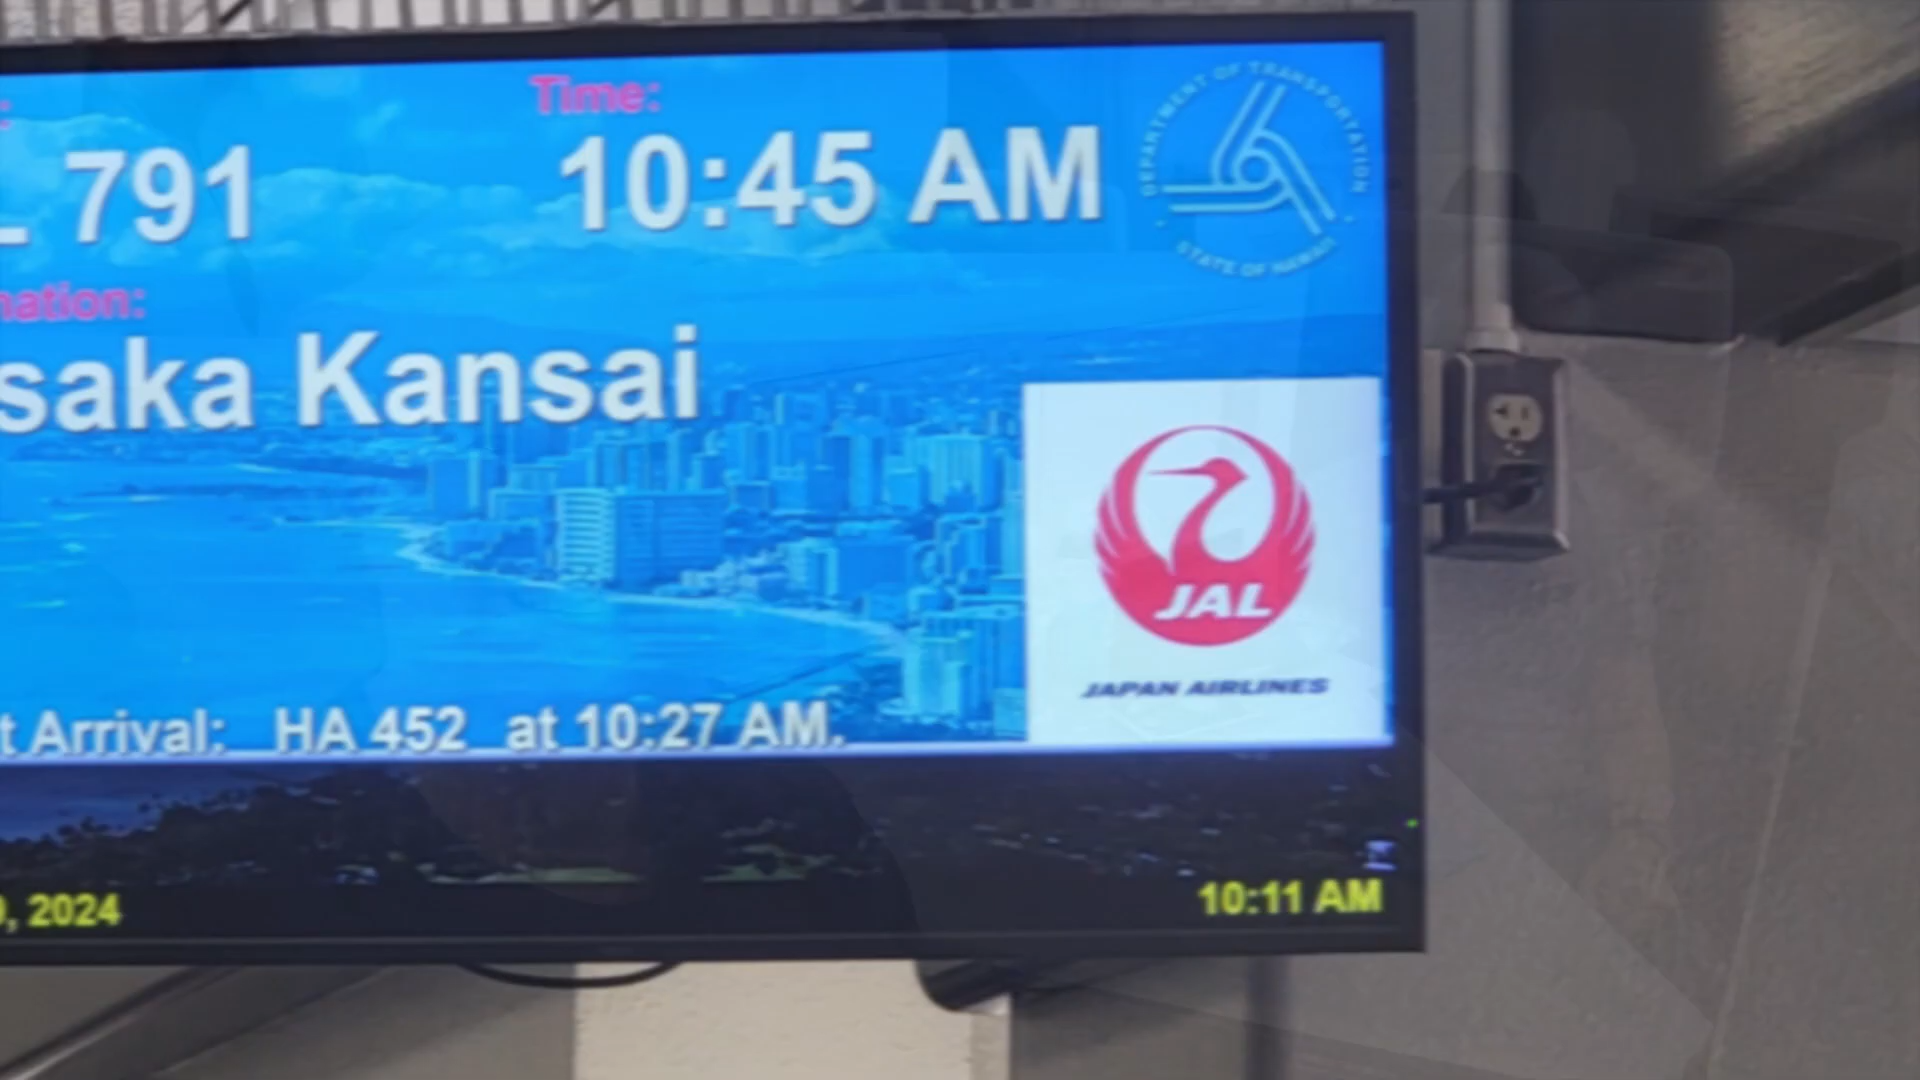 Time:
791
10:45 AM
DEPARTMENT OF TRANSPORTATION
STATE OF HAWAII
nation:
saka Kansai
JAL
JAPAN AIRLINES
t Arrival: HA 452 at 10:27 AM.
, 2024
10:11 AM